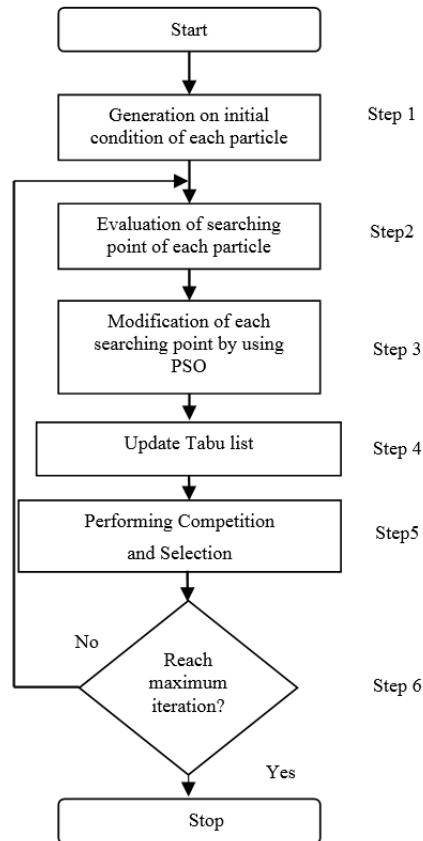 Start
Generation on initial
condition of each particle
Step 1
Evaluation of searching
point of each particle
Step2
Modification of each
searching point by using
PSO
Step 3
Update Tabu list
Step 4
Performing Competition
and Selection
Step5
No
Reach
maximum
iteration?
Step 6
Yes
Stop